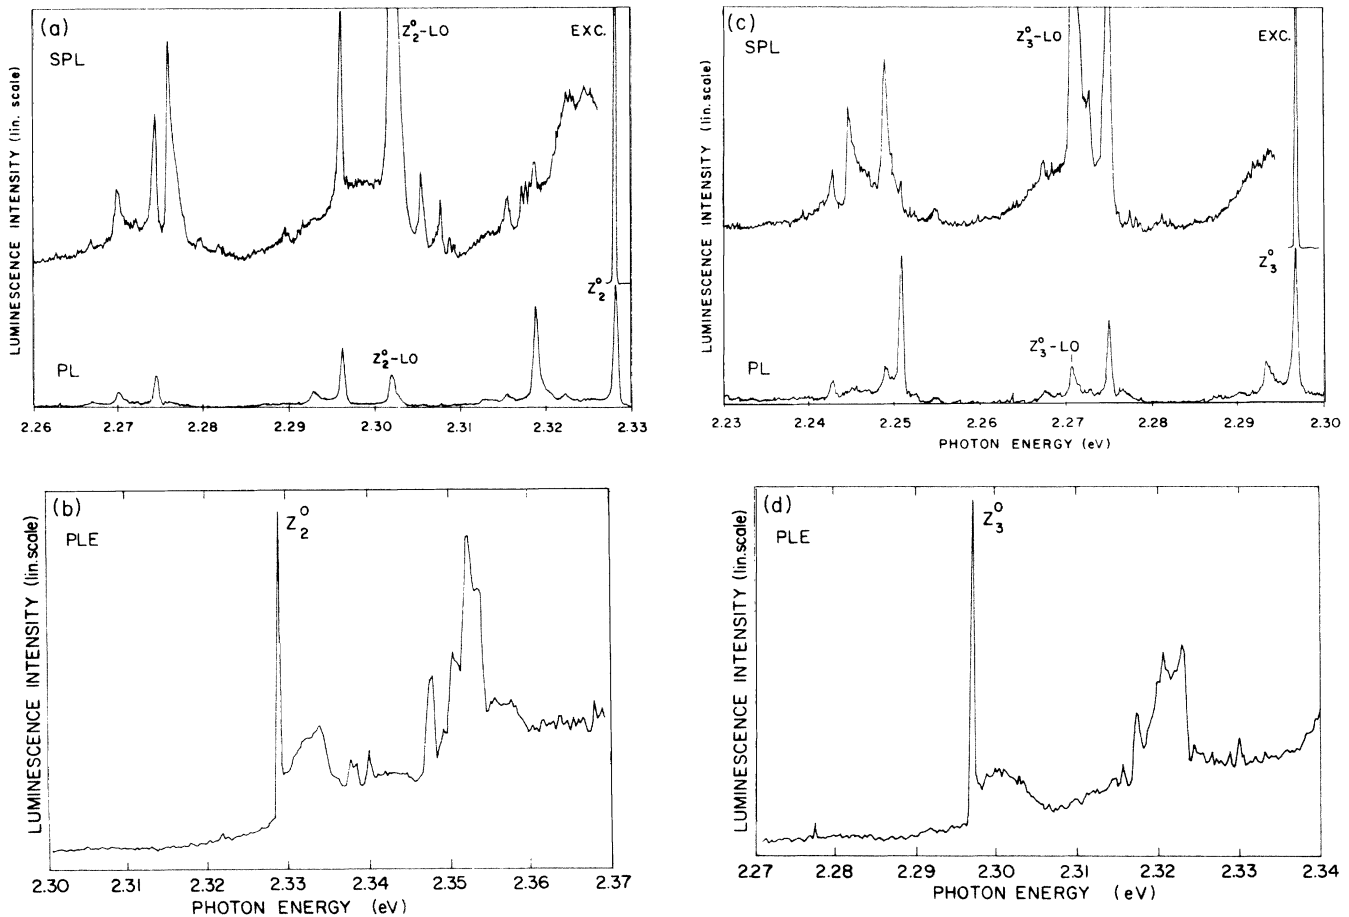 (a)
SPL
Z₂⁰-LO
EXC.
LUMINESCENCE INTENSITY (lin. scale)
Z₂⁰
PL
Z₂⁰-LO
2.26 2.27 2.28 2.29 2.30 2.31 2.32 2.33
(c)
SPL
Z₃⁰-LO
EXC.
LUMINESCENCE INTENSITY (lin. scale)
Z₃⁰
PL
Z₃⁰-LO
2.23 2.24 2.25 2.26 2.27 2.28 2.29 2.30
PHOTON ENERGY (eV)
(b)
PLE
Z₂⁰
LUMINESCENCE INTENSITY (lin.scale)
2.30 2.31 2.32 2.33 2.34 2.35 2.36 2.37
PHOTON ENERGY (eV)
(d)
PLE
Z₃⁰
LUMINESCENCE INTENSITY (lin.scale)
2.27 2.28 2.29 2.30 2.31 2.32 2.33 2.34
PHOTON ENERGY (eV)